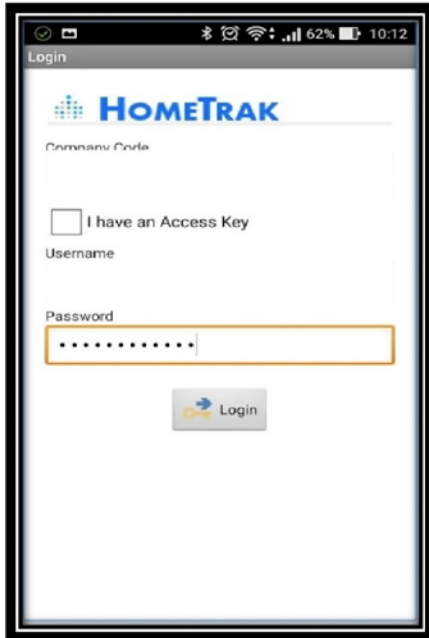 62% 10:12
Login
HOMETRAK
Company Code
I have an Access Key
Username
Password
••••••••••••
Login